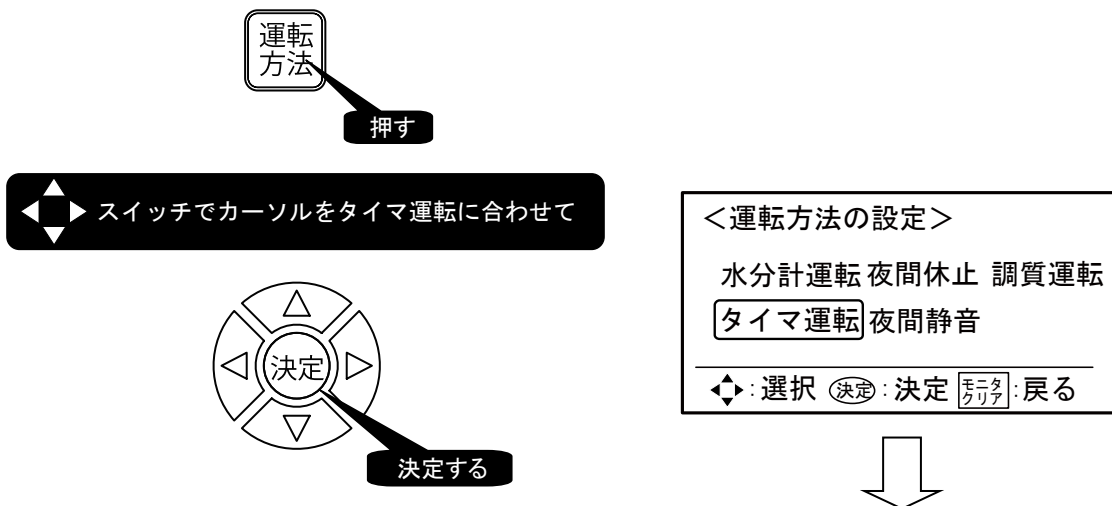 運転
方法
押す
スイッチでカーソルをタイマ運転に合わせて
決定
決定する
＜運転方法の設定＞
水分計運転 夜間休止 調質運転
タイマ運転 夜間静音
:選択 決定:決定 モニタクリア:戻る